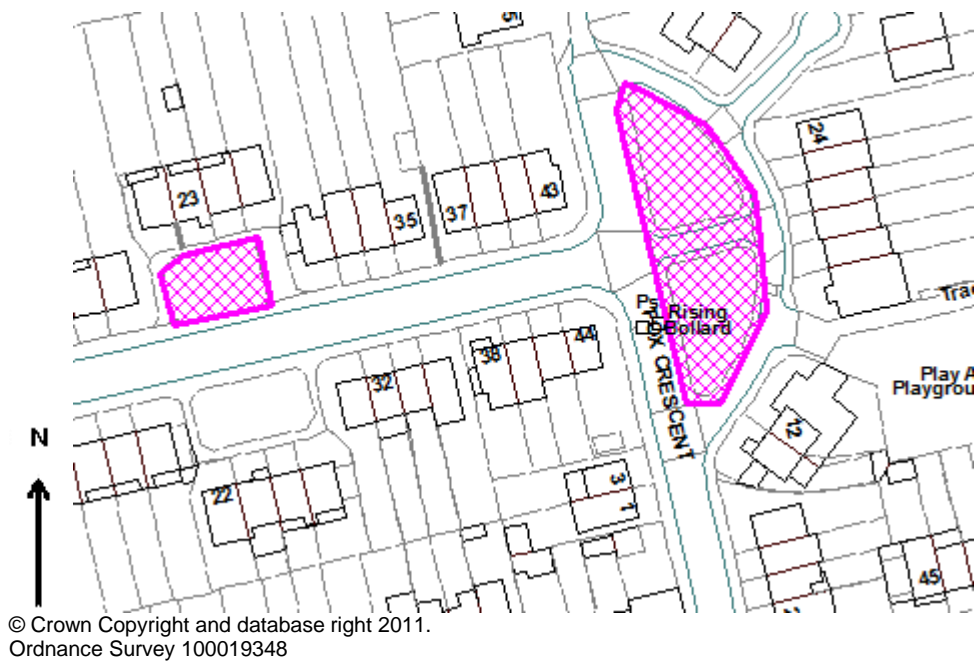 24
23
35
37
43
Rising
Bollard
Ps
Trac
44
38
32
Play A
Playgrou
CRESCENT
12
22
3
1
45
N
© Crown Copyright and database right 2011.
Ordnance Survey 100019348